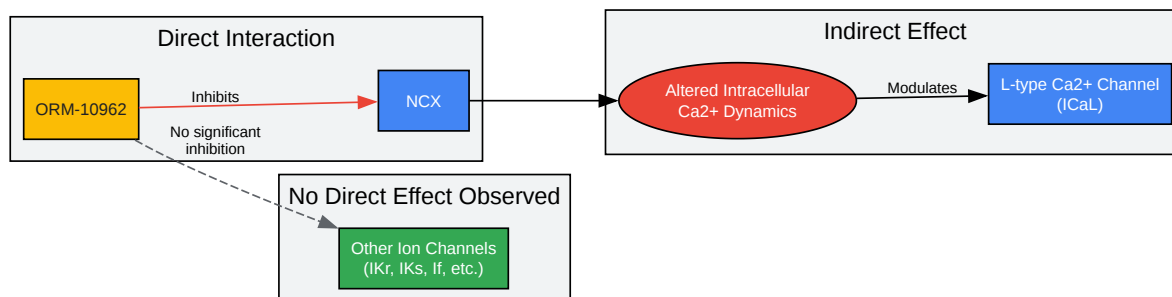 Direct Interaction
ORM-10962
Inhibits
NCX
No significant
inhibition
Indirect Effect
Altered Intracellular
Ca2+ Dynamics
Modulates
L-type Ca2+ Channel
(ICaL)
No Direct Effect Observed
Other Ion Channels
(IKr, IKs, If, etc.)